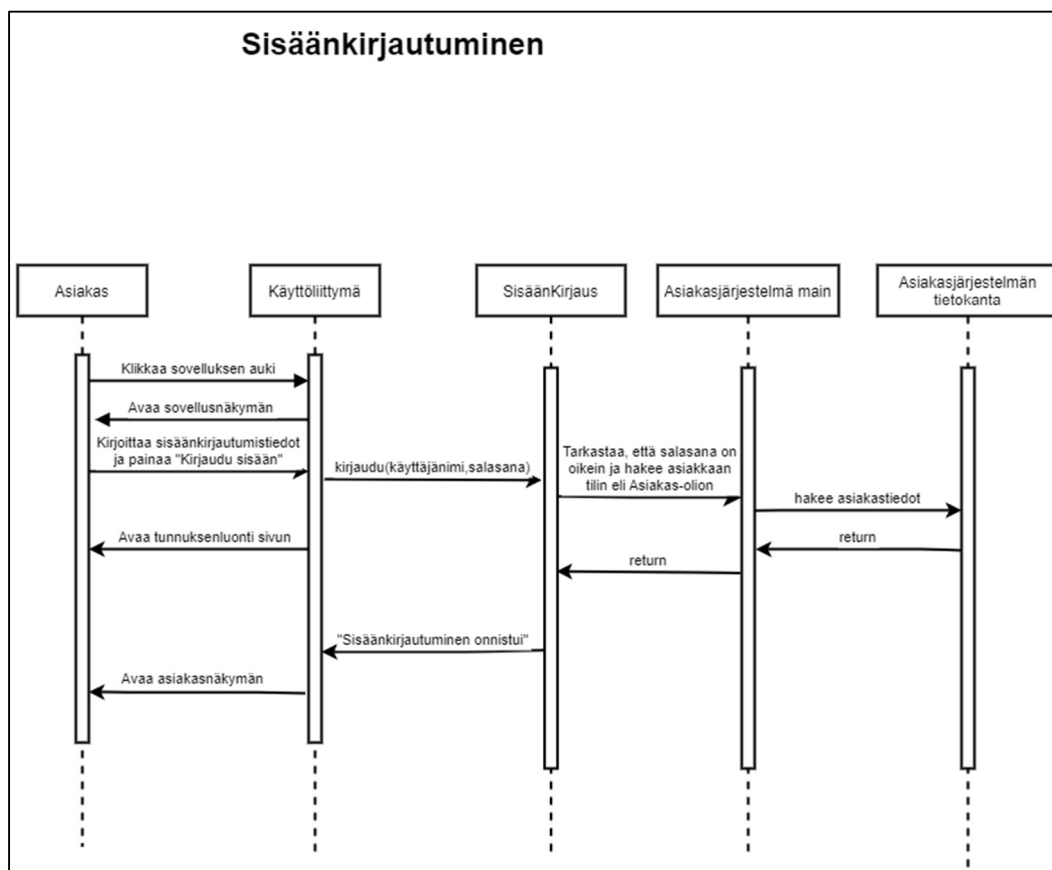 Sisäänkirjautuminen
Asiakas
Käyttöliittymä
SisäänKirjaus
Asiakasjärjestelmä main
Asiakasjärjestelmän
tietokanta
Klikkaa sovelluksen auki
Avaa sovellusnäkymän
Kirjoittaa sisäänkirjautumistiedot
ja painaa "Kirjaudu sisään"
kirjaudu(käyttäjänimi,salasana)
Tarkastaa, että salasana on
oikein ja hakee asiakkaan
tilin eli Asiakas-olion
hakee asiakastiedot
Avaa tunnuksenluonti sivun
return
return
"Sisäänkirjautuminen onnistui"
Avaa asiakasnäkymän